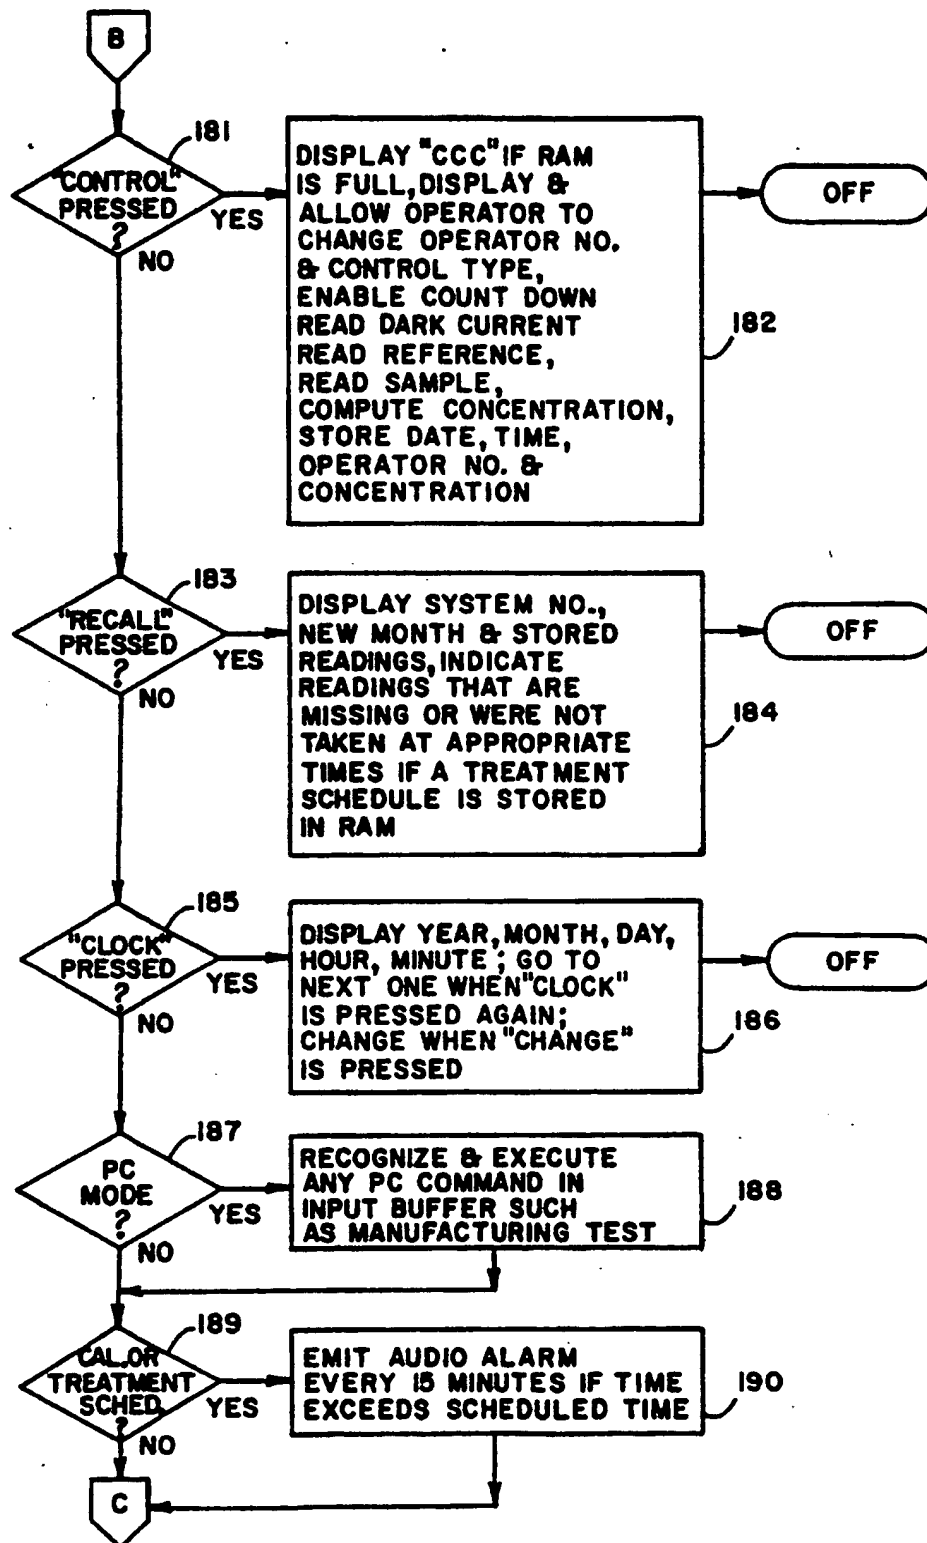 B
181
"CONTROL"
PRESSED
?
YES
NO
DISPLAY "CCC" IF RAM
IS FULL, DISPLAY &
ALLOW OPERATOR TO
CHANGE OPERATOR NO.
& CONTROL TYPE,
ENABLE COUNT DOWN
READ DARK CURRENT
READ REFERENCE,
READ SAMPLE,
COMPUTE CONCENTRATION,
STORE DATE, TIME,
OPERATOR NO. &
CONCENTRATION
182
OFF
183
"RECALL"
PRESSED
?
YES
NO
DISPLAY SYSTEM NO.,
NEW MONTH & STORED
READINGS, INDICATE
READINGS THAT ARE
MISSING OR WERE NOT
TAKEN AT APPROPRIATE
TIMES IF A TREATMENT
SCHEDULE IS STORED
IN RAM
184
OFF
185
"CLOCK"
PRESSED
?
YES
NO
DISPLAY YEAR, MONTH, DAY,
HOUR, MINUTE; GO TO
NEXT ONE WHEN "CLOCK"
IS PRESSED AGAIN;
CHANGE WHEN "CHANGE"
IS PRESSED
186
OFF
187
PC
MODE
?
YES
NO
RECOGNIZE & EXECUTE
ANY PC COMMAND IN
INPUT BUFFER SUCH
AS MANUFACTURING TEST
188
189
CAL. OR
TREATMENT
SCHED.
?
YES
NO
EMIT AUDIO ALARM
EVERY 15 MINUTES IF TIME
EXCEEDS SCHEDULED TIME
190
C